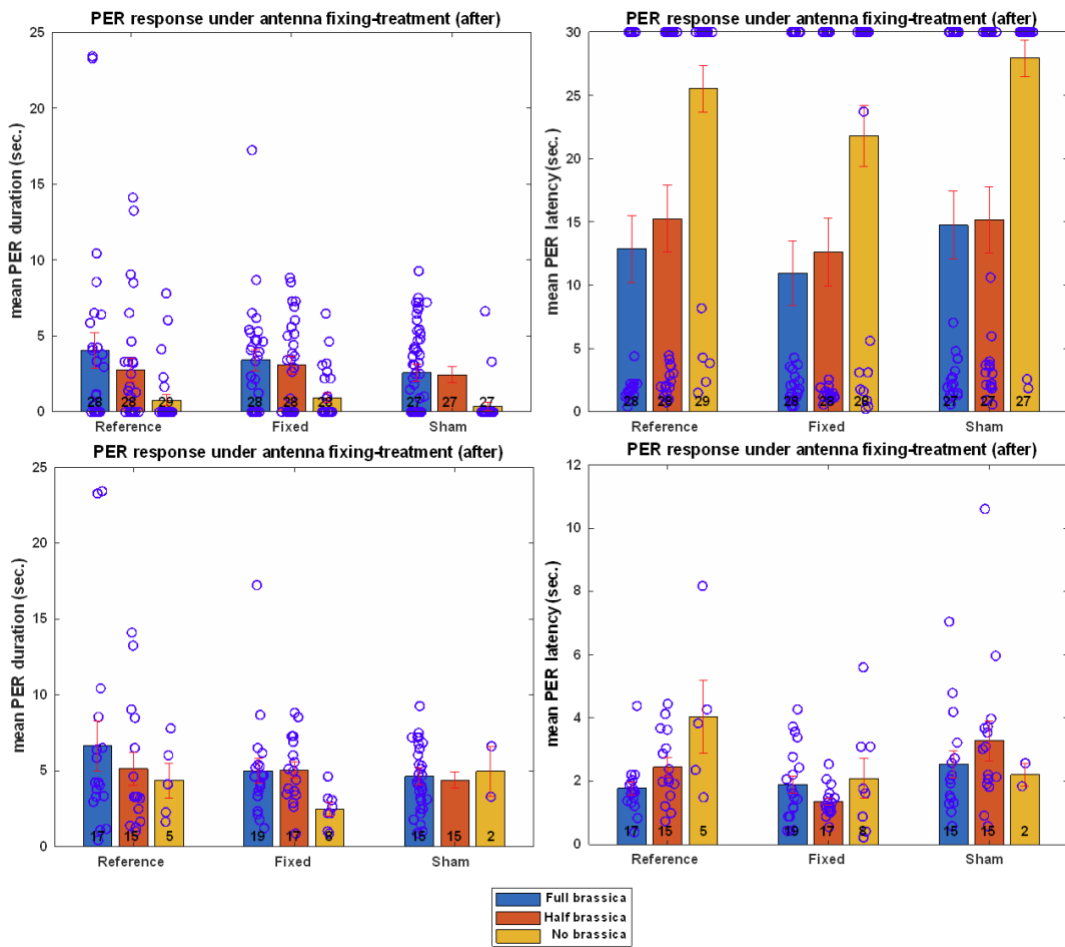 PER response under antenna fixing-treatment (after)
mean PER duration (sec.)
25
20
15
10
5
0
28 28 29 28 28 28 27 27 27
Reference Fixed Sham
PER response under antenna fixing-treatment (after)
mean PER latency (sec.)
30
25
20
15
10
5
0
28 28 29 28 28 28 27 27 27
Reference Fixed Sham
PER response under antenna fixing-treatment (after)
mean PER duration (sec.)
25
20
15
10
5
0
17 15 5 19 17 8 15 15 2
Reference Fixed Sham
PER response under antenna fixing-treatment (after)
mean PER latency (sec.)
12
10
8
6
4
2
0
17 15 5 19 17 8 15 15 2
Reference Fixed Sham
Full brassica
Half brassica
No brassica